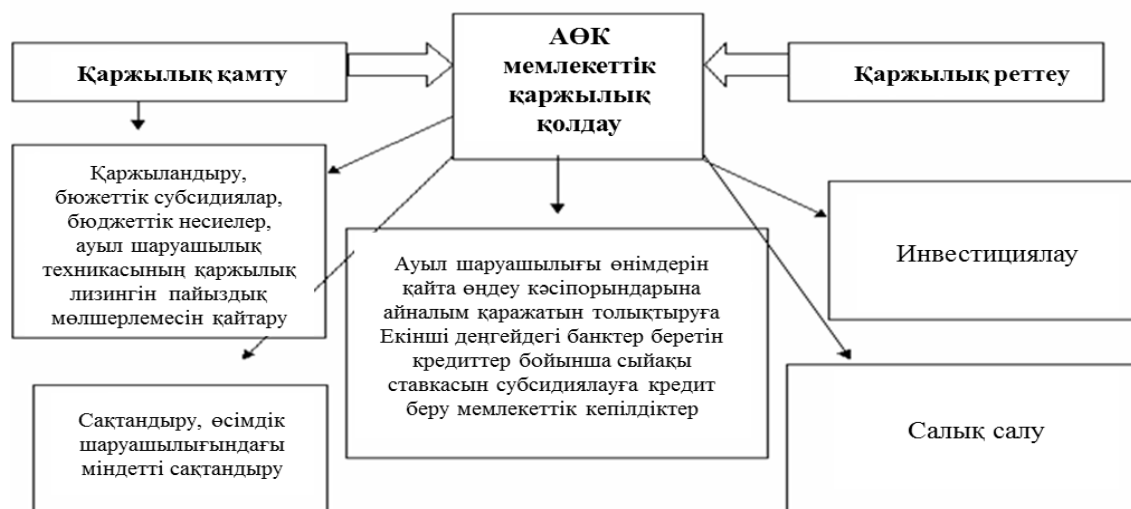 Қаржылық қамту
АӨК
мемлекеттік
қаржылық
қолдау
Қаржылық реттеу
Қаржыландыру,
бюжеттік субсидиялар,
бюджеттік несиелер,
ауыл шаруашылық
техникасының қаржылық
лизингін пайыздық
мөлшерлемесін қайтару
Ауыл шаруашылығы өнімдерін
қайта өңдеу кәсіпорындарына
айналым қаражатын толықтыруға
Екінші деңгейдегі банктер беретін
кредиттер бойынша сыйақы
ставкасын субсидиялауға кредит
беру мемлекеттік кепілдіктер
Инвестициялау
Сақтандыру, өсімдік
шаруашылығындағы
міндетті сақтандыру
Салық салу